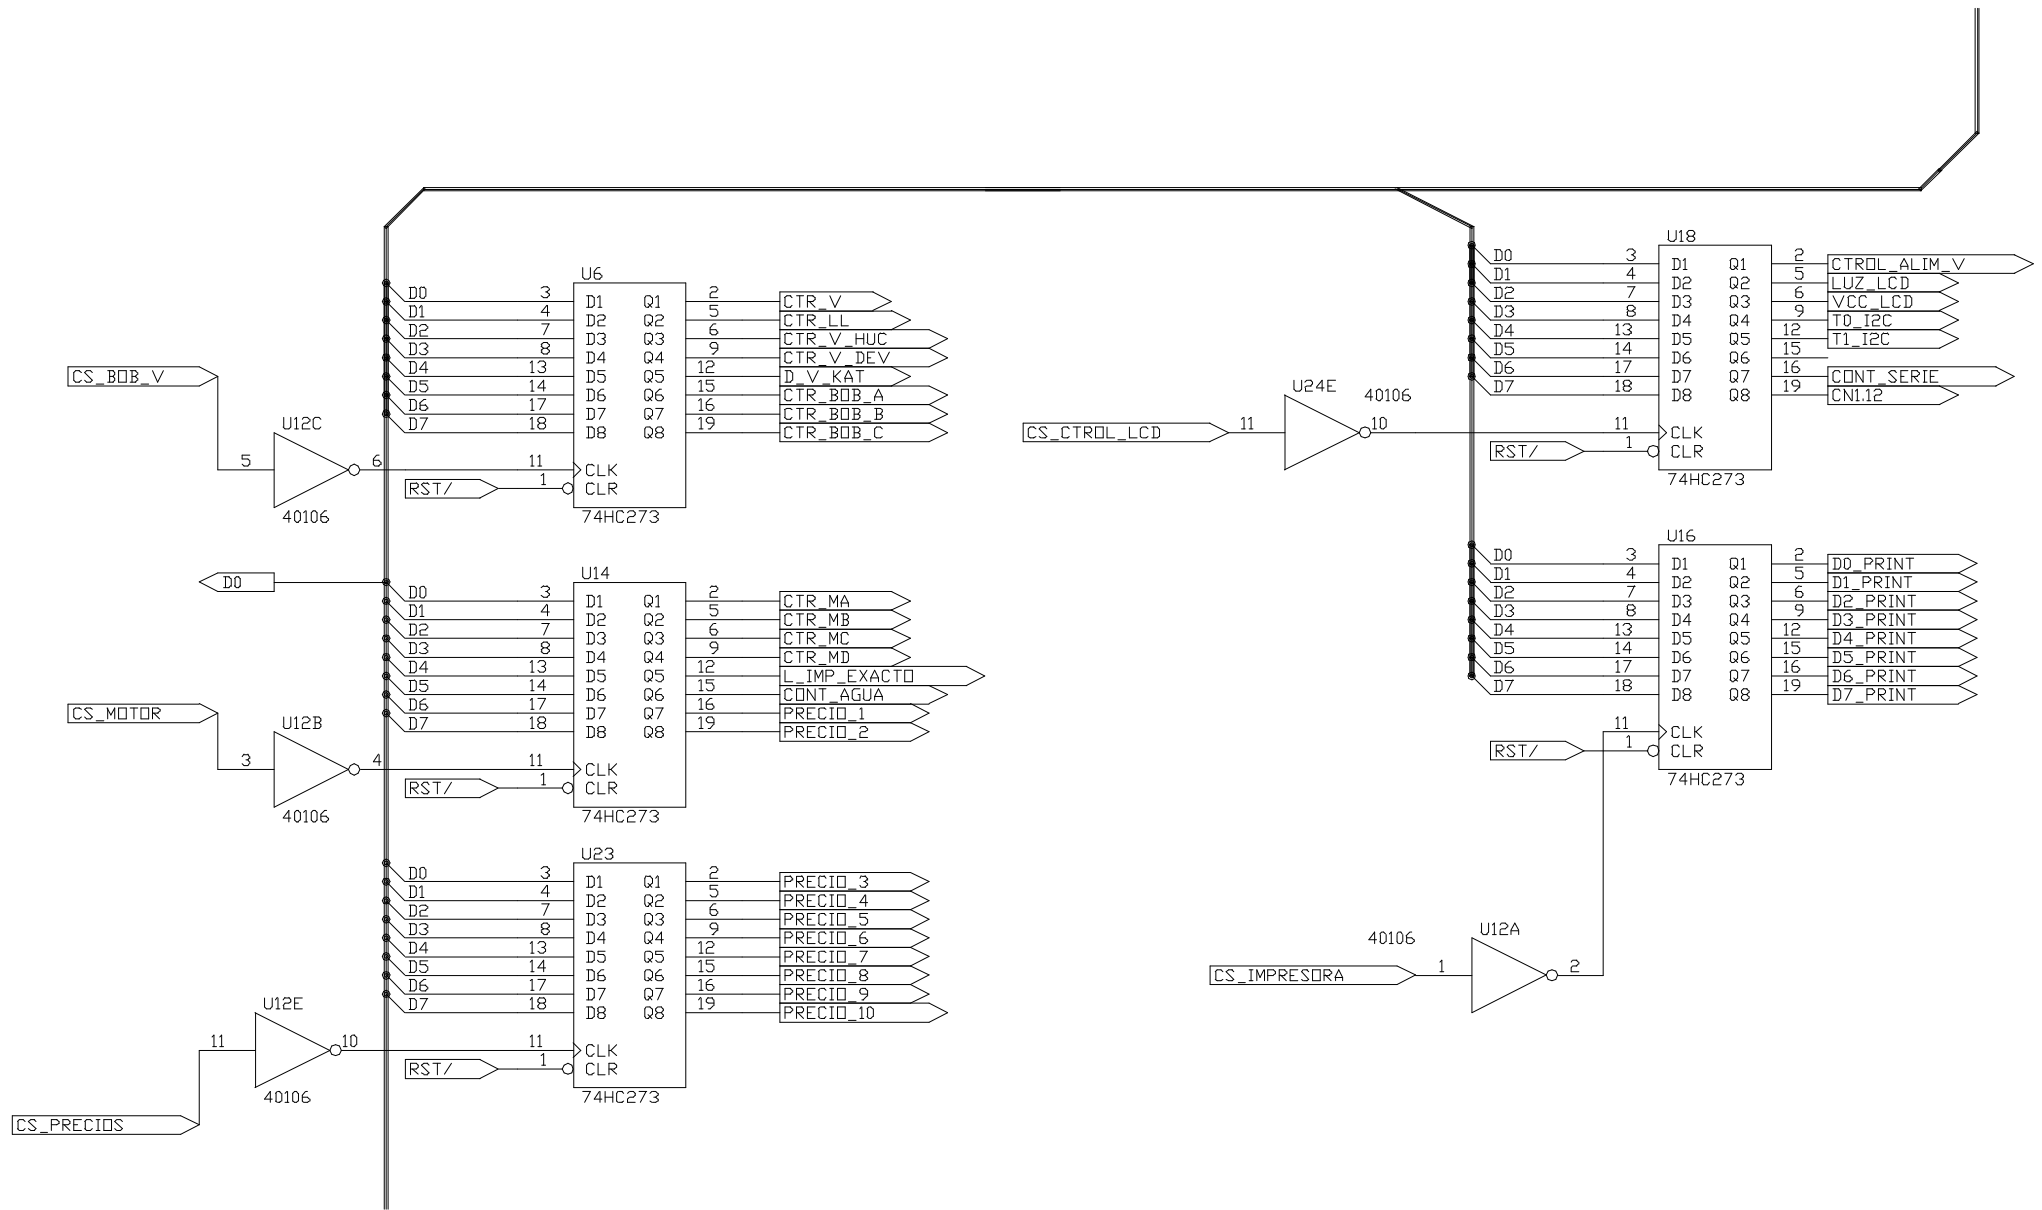 U6
D0 3 D1 Q1 2 CTR_V
D1 4 D2 Q2 5 CTR_LL
D2 7 D3 Q3 6 CTR_V_HUC
D3 8 D4 Q4 9 CTR_V_DEV
D4 13 D5 Q5 12 D_V_KAT
D5 14 D6 Q6 15 CTR_BOB_A
D6 17 D7 Q7 16 CTR_BOB_B
D7 18 D8 Q8 19 CTR_BOB_C
CS_BOB_V
U12C
5 6 11 CLK
RST/ 1 CLR
40106
74HC273
D0
U14
D0 3 D1 Q1 2 CTR_MA
D1 4 D2 Q2 5 CTR_MB
D2 7 D3 Q3 6 CTR_MC
D3 8 D4 Q4 9 CTR_MD
D4 13 D5 Q5 12 L_IMP_EXACTO
D5 14 D6 Q6 15 CONT_AGUA
D6 17 D7 Q7 16 PRECIO_1
D7 18 D8 Q8 19 PRECIO_2
CS_MOTOR
U12B
3 4 11 CLK
RST/ 1 CLR
40106
74HC273
U23
D0 3 D1 Q1 2 PRECIO_3
D1 4 D2 Q2 5 PRECIO_4
D2 7 D3 Q3 6 PRECIO_5
D3 8 D4 Q4 9 PRECIO_6
D4 13 D5 Q5 12 PRECIO_7
D5 14 D6 Q6 15 PRECIO_8
D6 17 D7 Q7 16 PRECIO_9
D7 18 D8 Q8 19 PRECIO_10
U12E
11 10 11 CLK
RST/ 1 CLR
40106
74HC273
CS_PRECIOS
U18
D0 3 D1 Q1 2 CTROL_ALIM_V
D1 4 D2 Q2 5 LUZ_LCD
D2 7 D3 Q3 6 VCC_LCD
D3 8 D4 Q4 9 T0_I2C
D4 13 D5 Q5 12 T1_I2C
D5 14 D6 Q6 15
D6 17 D7 Q7 16 CONT_SERIE
D7 18 D8 Q8 19 CN1.12
U24E
40106
CS_CTROL_LCD 11 10 11 CLK
RST/ 1 CLR
74HC273
U16
D0 3 D1 Q1 2 D0_PRINT
D1 4 D2 Q2 5 D1_PRINT
D2 7 D3 Q3 6 D2_PRINT
D3 8 D4 Q4 9 D3_PRINT
D4 13 D5 Q5 12 D4_PRINT
D5 14 D6 Q6 15 D5_PRINT
D6 17 D7 Q7 16 D6_PRINT
D7 18 D8 Q8 19 D7_PRINT
11 CLK
RST/ 1 CLR
74HC273
U12A
40106
CS_IMPRESORA 1 2